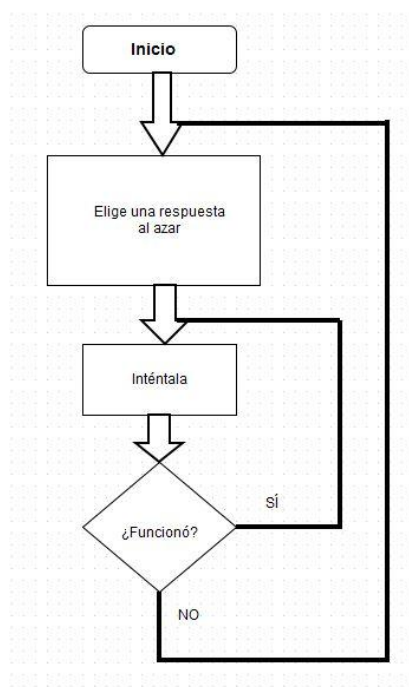 Inicio
Elige una respuesta
al azar
Inténtala
¿Funcionó?
SÍ
NO